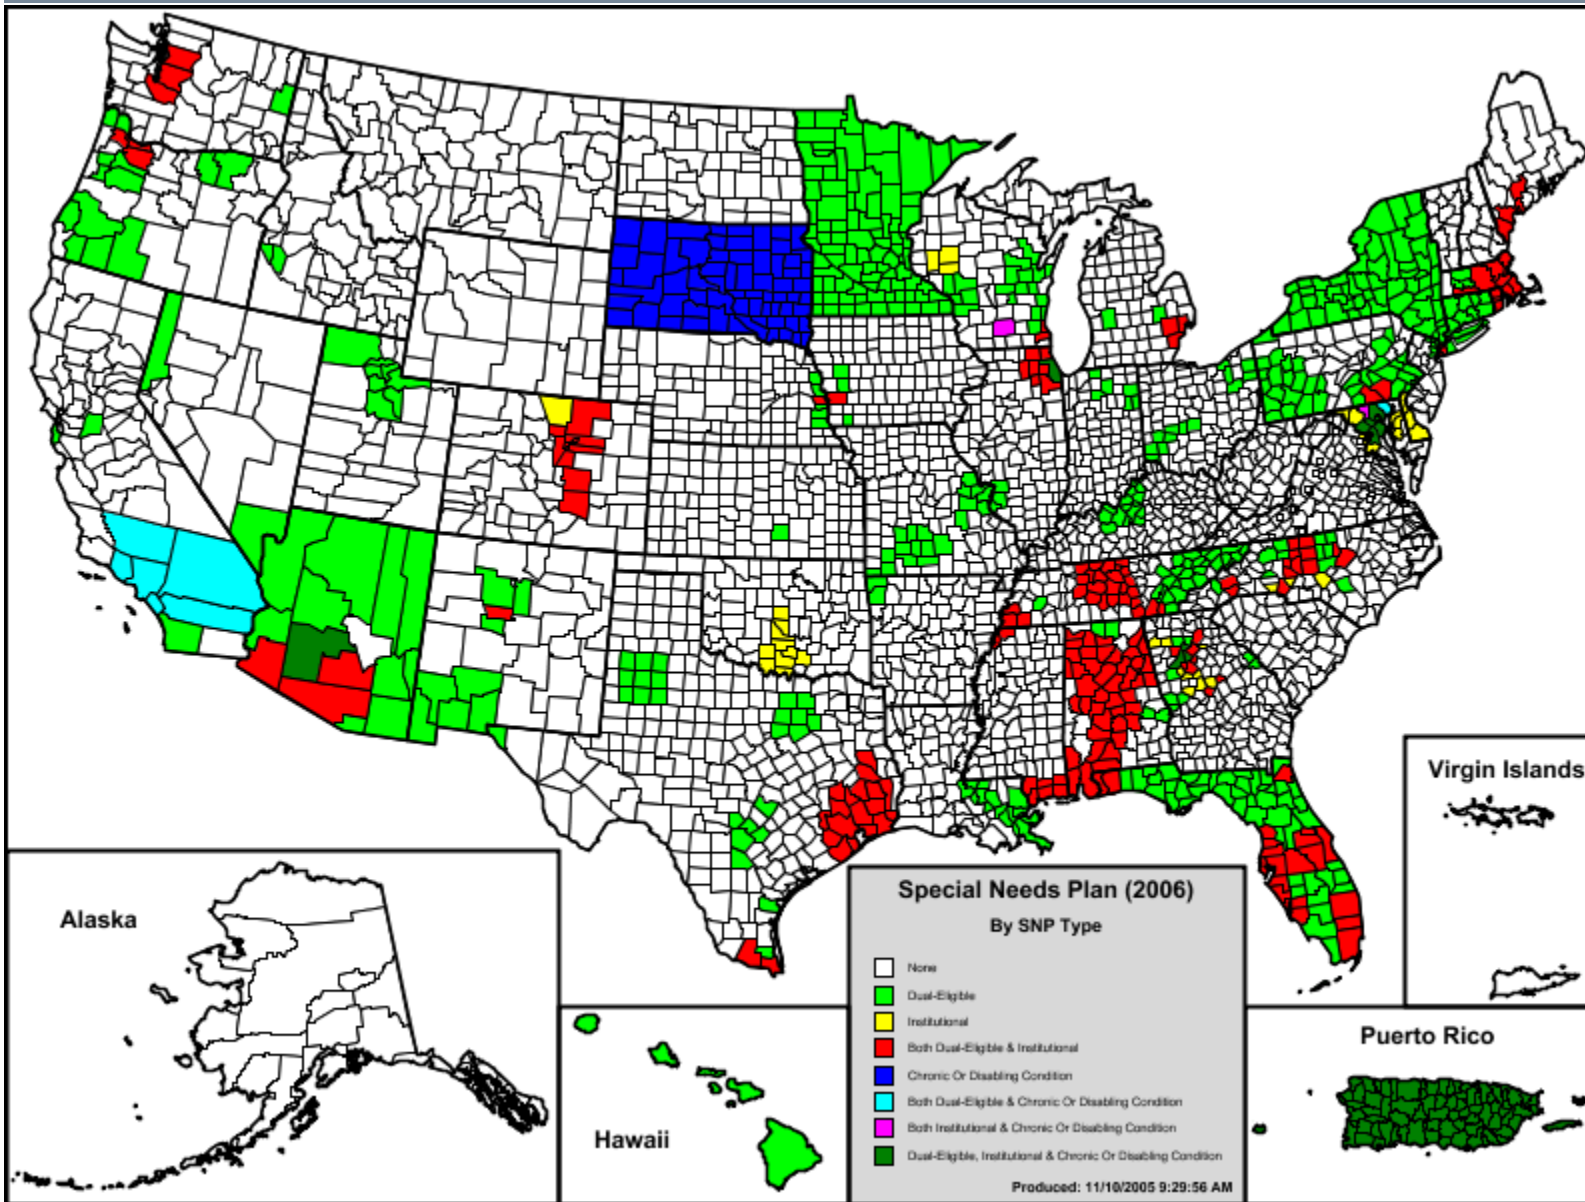 Virgin Islands
Alaska
Special Needs Plan (2006)
By SNP Type
None
Dual-Eligible
Institutional
Both Dual-Eligible & Institutional
Chronic Or Disabling Condition
Both Dual-Eligible & Chronic Or Disabling Condition
Both Institutional & Chronic Or Disabling Condition
Dual-Eligible, Institutional & Chronic Or Disabling Condition
Produced: 11/10/2005 9:29:56 AM
Hawaii
Puerto Rico